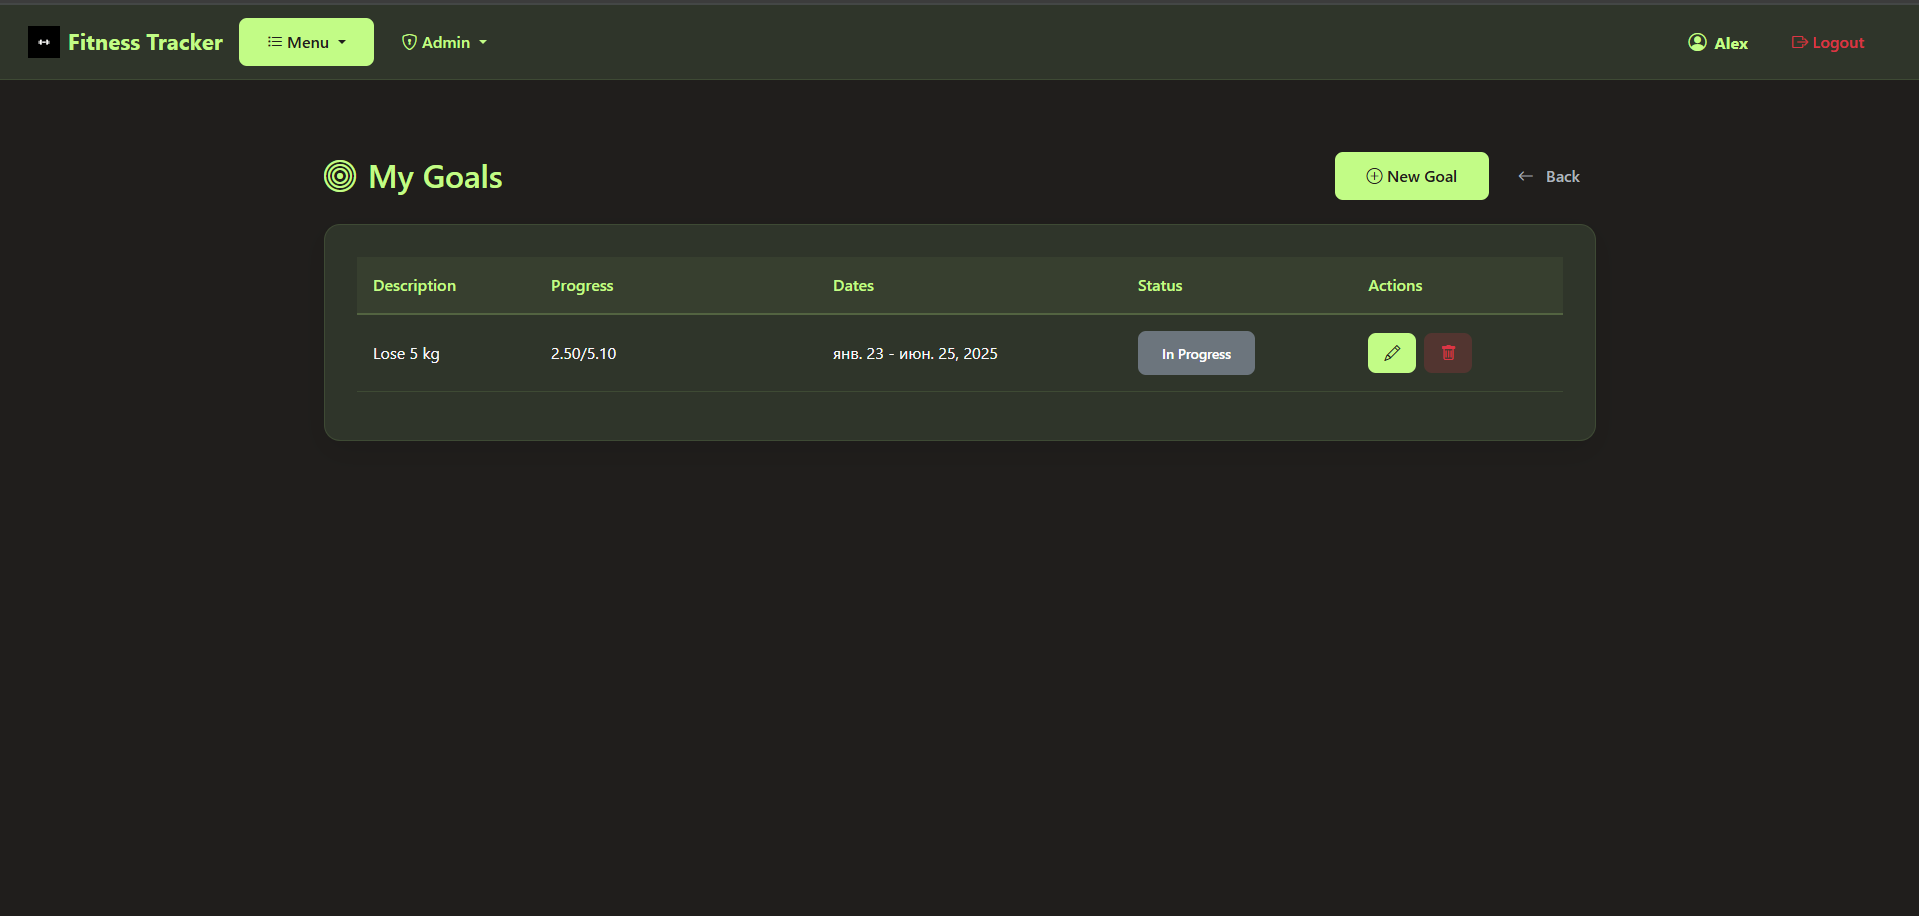 Fitness Tracker Menu Admin Alex Logout
My Goals New Goal Back
Description Progress Dates Status Actions
Lose 5 kg 2.50/5.10 янв. 23 - июн. 25, 2025 In Progress